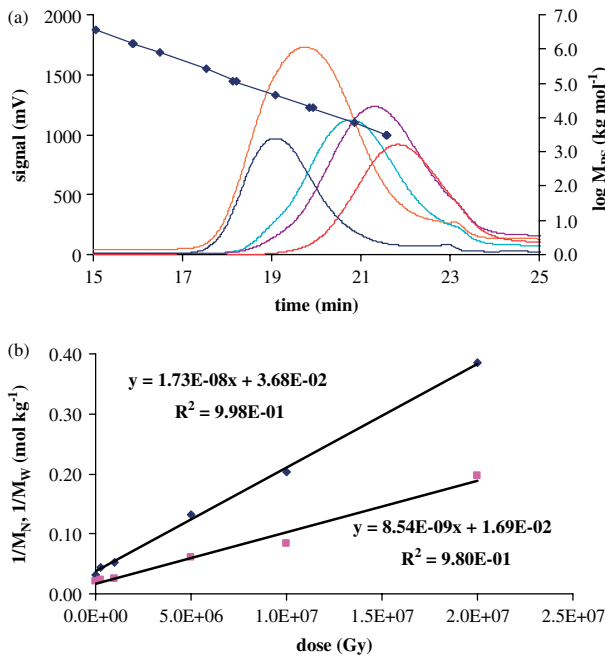 (a)
2000
1500
1000
500
0
signal (mV)
7.0
6.0
5.0
4.0
3.0
2.0
1.0
0.0
log M_PS (kg mol⁻¹)
15 17 19 21 23 25
time (min)
(b)
0.40
0.30
0.20
0.10
0.00
1/M_N, 1/M_W (mol kg⁻¹)
y = 1.73E-08x + 3.68E-02
R² = 9.98E-01
y = 8.54E-09x + 1.69E-02
R² = 9.80E-01
0.0E+00 5.0E+06 1.0E+07 1.5E+07 2.0E+07 2.5E+07
dose (Gy)